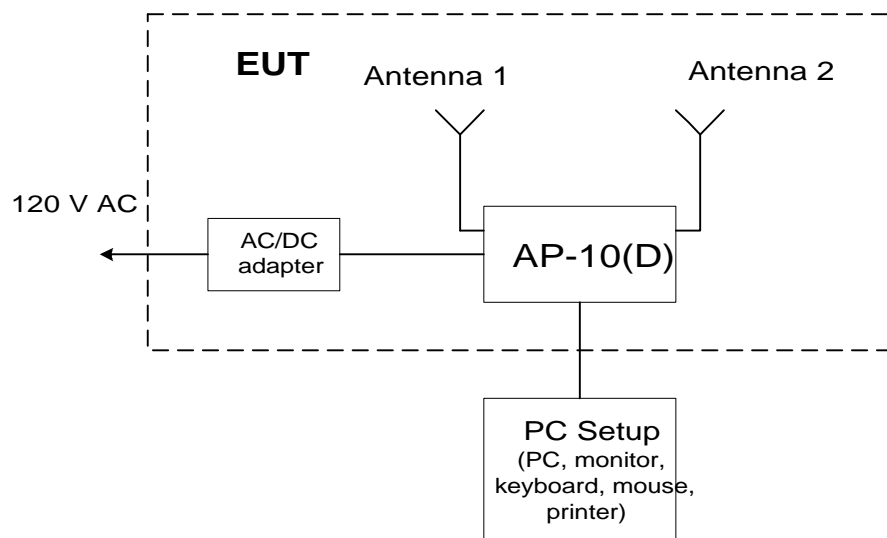 EUT
Antenna 1
Antenna 2
120 V AC
AC/DC
adapter
AP-10(D)
PC Setup
(PC, monitor,
keyboard, mouse,
printer)